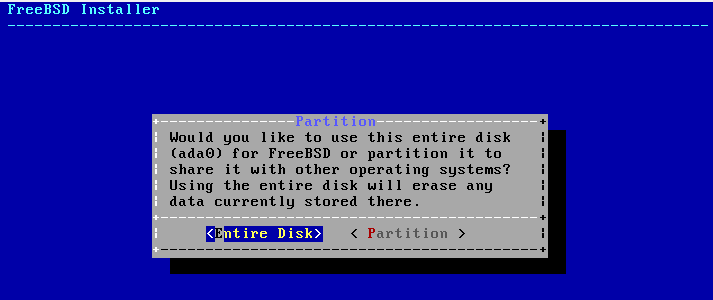 FreeBSD Installer
Partition
Would you like to use this entire disk
(ada0) for FreeBSD or partition it to
share it with other operating systems?
Using the entire disk will erase any
data currently stored there.
<Entire Disk> < Partition >